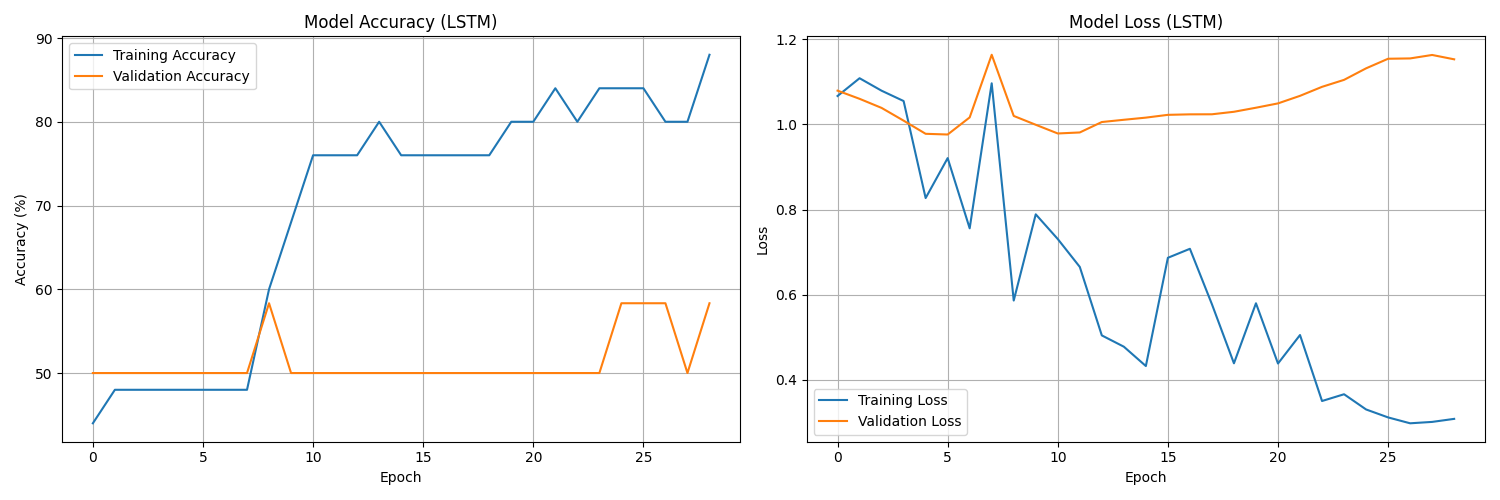 Model Accuracy (LSTM)
Training Accuracy
Validation Accuracy
Accuracy (%)
90
80
70
60
50
0 5 10 15 20 25
Epoch
Model Loss (LSTM)
Loss
1.2
1.0
0.8
0.6
0.4
Training Loss
Validation Loss
0 5 10 15 20 25
Epoch